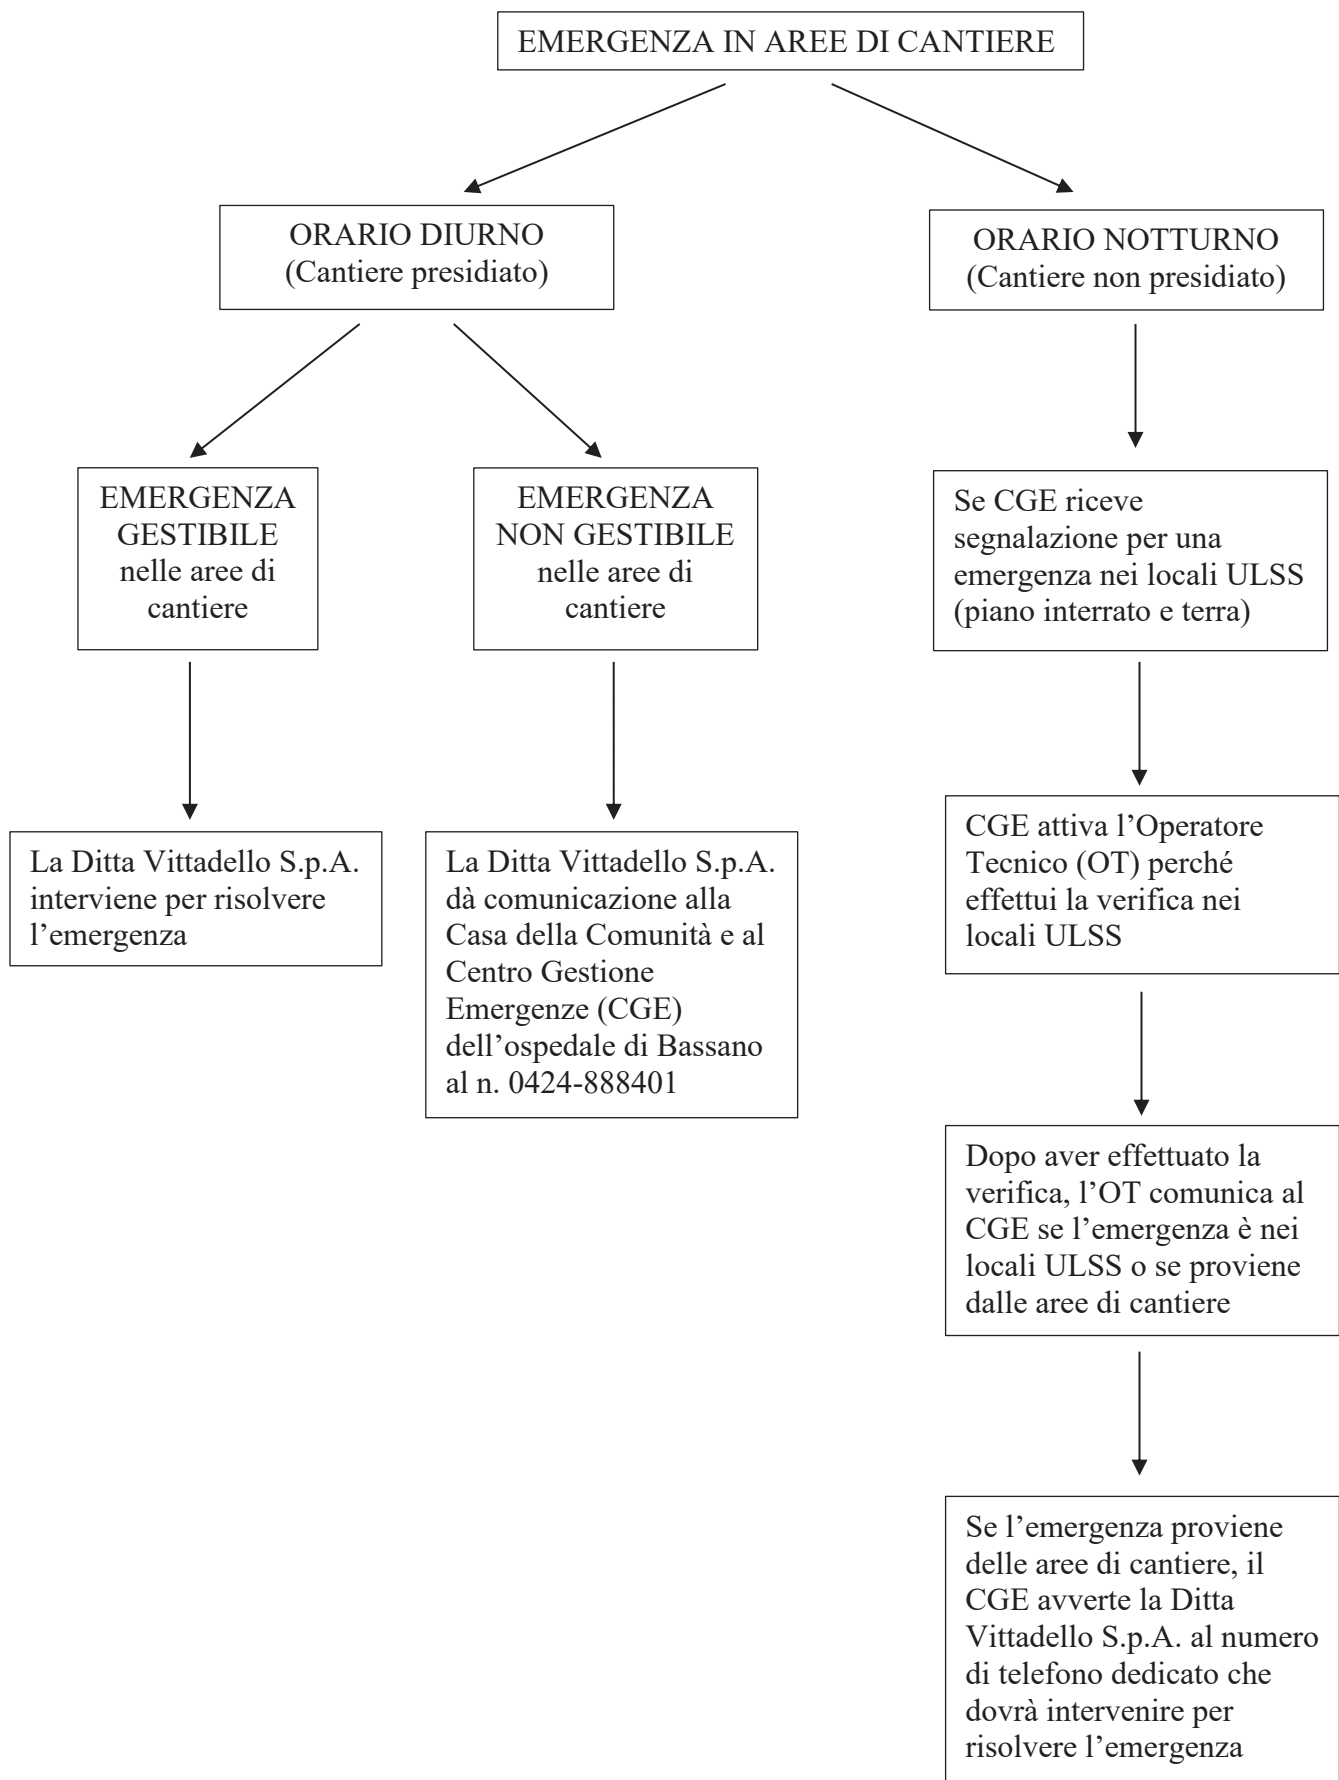 EMERGENZA IN AREE DI CANTIERE
ORARIO DIURNO
(Cantiere presidiato)
ORARIO NOTTURNO
(Cantiere non presidiato)
EMERGENZA
GESTIBILE
nelle aree di
cantiere
EMERGENZA
NON GESTIBILE
nelle aree di
cantiere
Se CGE riceve
segnalazione per una
emergenza nei locali ULSS
(piano interrato e terra)
La Ditta Vittadello S.p.A.
interviene per risolvere
l’emergenza
La Ditta Vittadello S.p.A.
dà comunicazione alla
Casa della Comunità e al
Centro Gestione
Emergenze (CGE)
dell’ospedale di Bassano
al n. 0424-888401
CGE attiva l’Operatore
Tecnico (OT) perché
effettui la verifica nei
locali ULSS
Dopo aver effettuato la
verifica, l’OT comunica al
CGE se l’emergenza è nei
locali ULSS o se proviene
dalle aree di cantiere
Se l’emergenza proviene
delle aree di cantiere, il
CGE avverte la Ditta
Vittadello S.p.A. al numero
di telefono dedicato che
dovrà intervenire per
risolvere l’emergenza